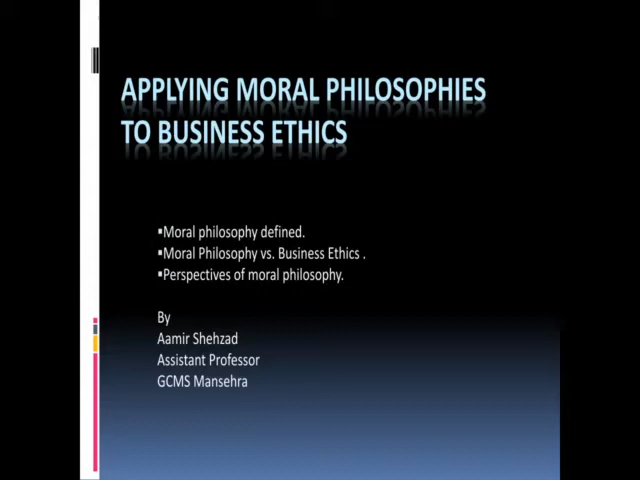 APPLYING MORAL PHILOSOPHIES
TO BUSINESS ETHICS
▪Moral philosophy defined.
▪Moral Philosophy vs. Business Ethics .
▪Perspectives of moral philosophy.
By
Aamir Shehzad
Assistant Professor
GCMS Mansehra